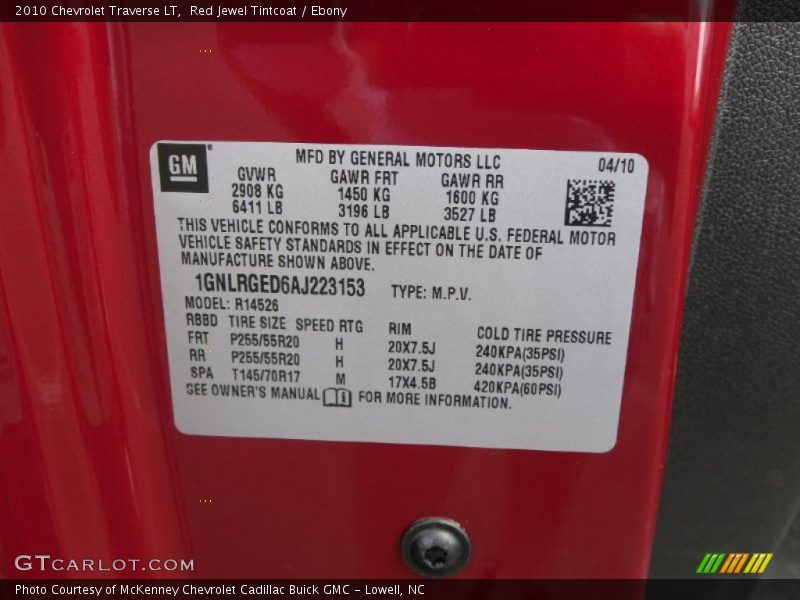 2010 Chevrolet Traverse LT,  Red Jewel Tintcoat / Ebony
GM
MFD BY GENERAL MOTORS LLC
04/10
GVWR GAWR FRT GAWR RR
2908 KG 1450 KG 1600 KG
6411 LB 3196 LB 3527 LB
THIS VEHICLE CONFORMS TO ALL APPLICABLE U.S. FEDERAL MOTOR
VEHICLE SAFETY STANDARDS IN EFFECT ON THE DATE OF
MANUFACTURE SHOWN ABOVE.
1GNLRGED6AJ223153 TYPE: M.P.V.
MODEL: R14526
RBBD TIRE SIZE SPEED RTG RIM COLD TIRE PRESSURE
FRT P255/55R20 H 20X7.5J 240KPA(35PSI)
RR P255/55R20 H 20X7.5J 240KPA(35PSI)
SPA T145/70R17 M 17X4.5B 420KPA(60PSI)
SEE OWNER'S MANUAL FOR MORE INFORMATION.
GTCARLOT.COM
Photo Courtesy of McKenney Chevrolet Cadillac Buick GMC - Lowell, NC